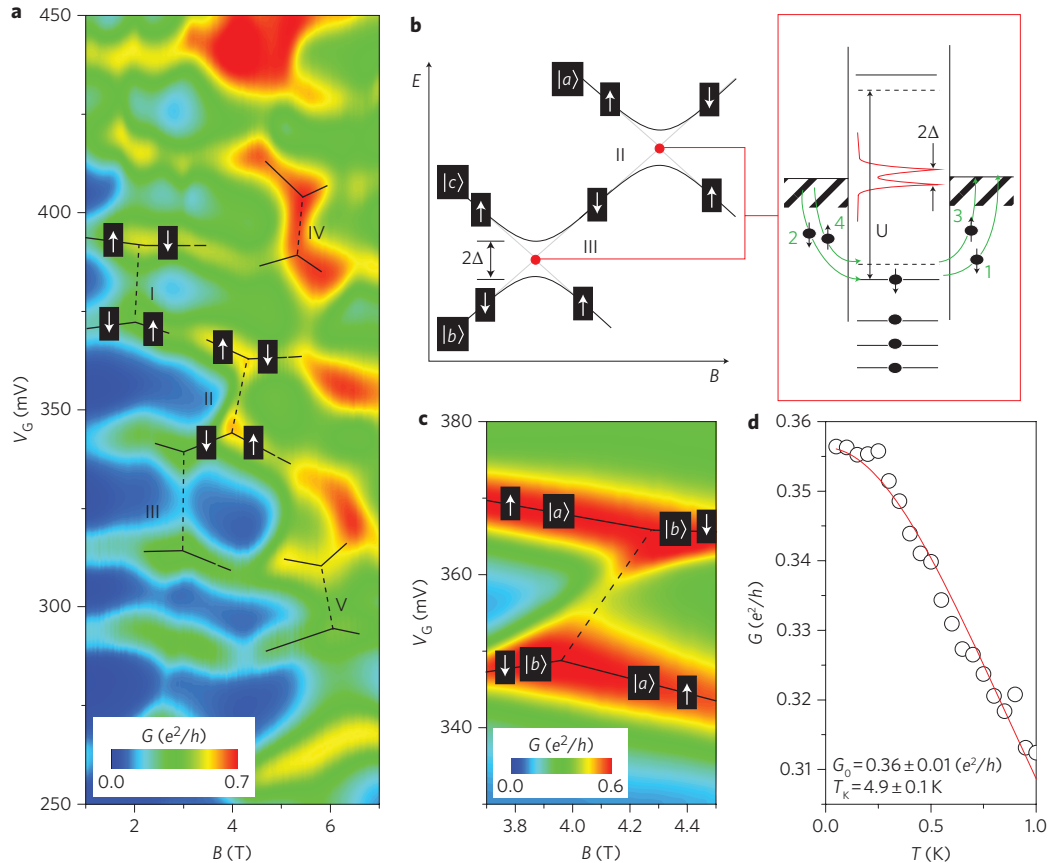 a
450
400
350
300
250
V_G (mV)
2
4
6
B (T)
↑
↓
I
↓
↑
IV
↑
↓
II
↓
↑
III
V
G (e²/h)
0.0
0.7
b
E
B
|a⟩
↑
↓
II
|c⟩
↑
↓
↑
III
2Δ
↓
↑
|b⟩
2Δ
2
4
U
3
1
c
380
360
340
V_G (mV)
3.8
4.0
4.2
4.4
B (T)
↑
|a⟩
|b⟩
↓
↓
|b⟩
|a⟩
↑
G (e²/h)
0.0
0.6
d
0.36
0.35
0.34
0.33
0.32
0.31
G (e²/h)
G₀ = 0.36 ± 0.01 (e²/h)
T_K = 4.9 ± 0.1 K
0.0
0.5
1.0
T (K)